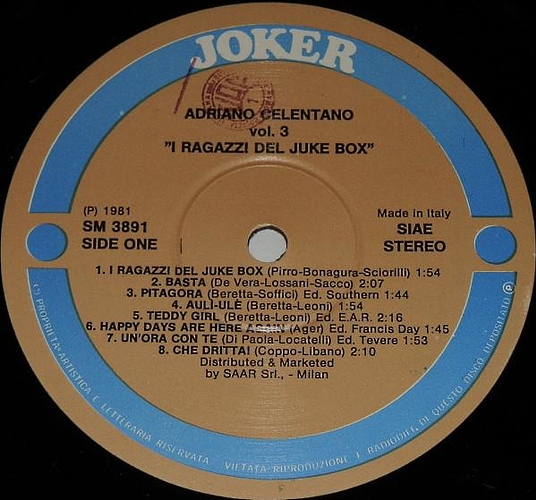 JOKER
ADRIANO CELENTANO
vol. 3
"I RAGAZZI DEL JUKE BOX"
(P) 1981
SM 3891
SIDE ONE
Made in Italy
SIAE
STEREO
1. I RAGAZZI DEL JUKE BOX (Pirro-Bonagura-Sciorilli) 1:54
2. BASTA (De Vera-Lossani-Sacco) 2:07
3. PITAGORA (Beretta-Soffici) Ed. Southern 1:44
4. AULI-ULÈ (Beretta-Leoni) 1:54
5. TEDDY GIRL (Beretta-Leoni) Ed. E.A.R. 2:16
6. HAPPY DAYS ARE HERE AGAIN (Ager) Ed. Francis Day 1:45
7. UN'ORA CON TE (Di Paola-Locatelli) Ed. Tevere 1:53
8. CHE DRITTA! (Coppo-Libano) 2:10
Distributed & Marketed
by SAAR Srl., - Milan
PROPRIETÀ ARTISTICA E LETTERARIA RISERVATA - VIETATA RIPRODUZIONE E RADIODIF. DI QUESTO DISCO DEPOSITATO ℗